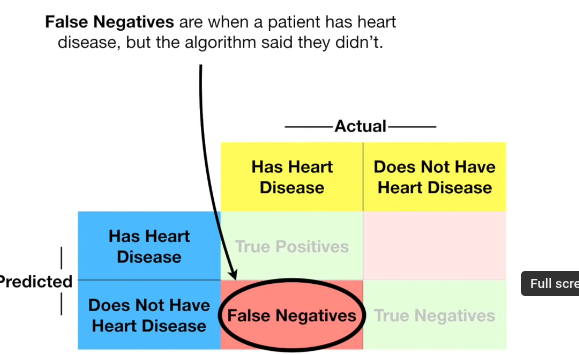 False Negatives are when a patient has heart
disease, but the algorithm said they didn't.
Actual
Has Heart
Disease
Does Not Have
Heart Disease
Has Heart
Disease
True Positives
Predicted
Does Not Have
Heart Disease
False Negatives
True Negatives
Full scre